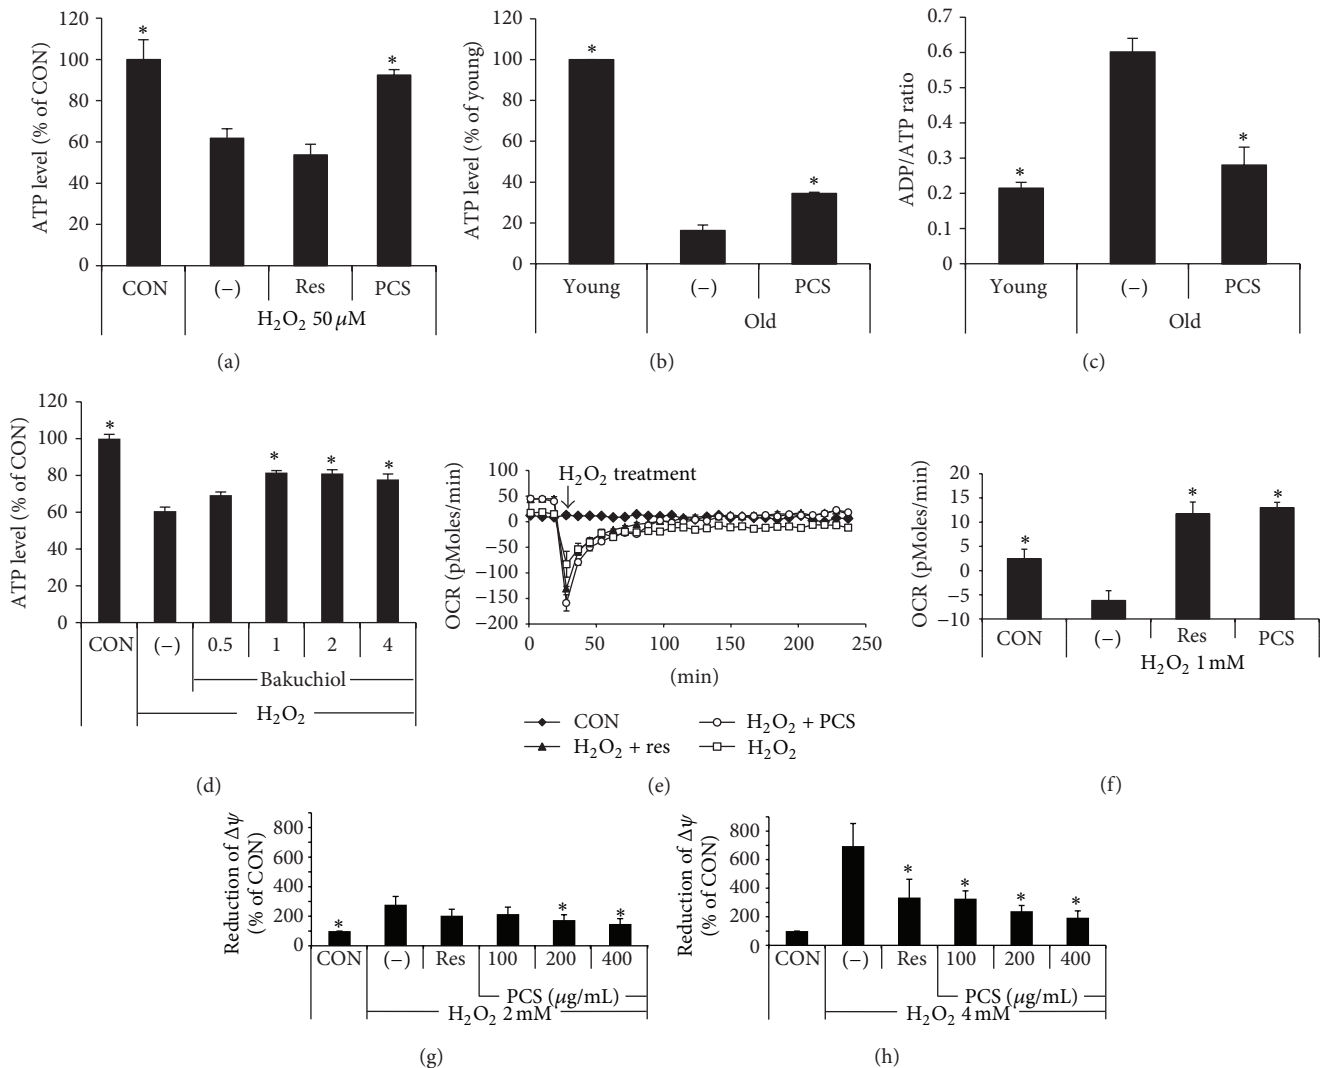 ATP level (% of CON)
120
100
80
60
40
20
0
*
*
CON
(−)
Res
PCS
H₂O₂ 50 μM
(a)
ATP level (% of young)
120
100
80
60
40
20
0
*
*
Young
(−)
PCS
Old
(b)
ADP/ATP ratio
0.7
0.6
0.5
0.4
0.3
0.2
0.1
0
*
*
Young
(−)
PCS
Old
(c)
ATP level (% of CON)
120
100
80
60
40
20
0
*
*
*
*
CON
(−)
0.5
1
2
4
Bakuchiol
H₂O₂
(d)
OCR (pMoles/min)
100
50
0
−50
−100
−150
−200
H₂O₂ treatment
0
50
100
150
200
250
(min)
CON
H₂O₂ + res
H₂O₂ + PCS
H₂O₂
(e)
OCR (pMoles/min)
20
15
10
5
0
−5
−10
*
*
*
CON
(−)
Res
PCS
H₂O₂ 1 mM
(f)
Reduction of Δψ
(% of CON)
800
600
400
200
0
*
*
*
CON
(−)
Res
100
200
400
PCS (μg/mL)
H₂O₂ 2 mM
(g)
Reduction of Δψ
(% of CON)
800
600
400
200
0
*
*
*
*
CON
(−)
Res
100
200
400
PCS (μg/mL)
H₂O₂ 4 mM
(h)